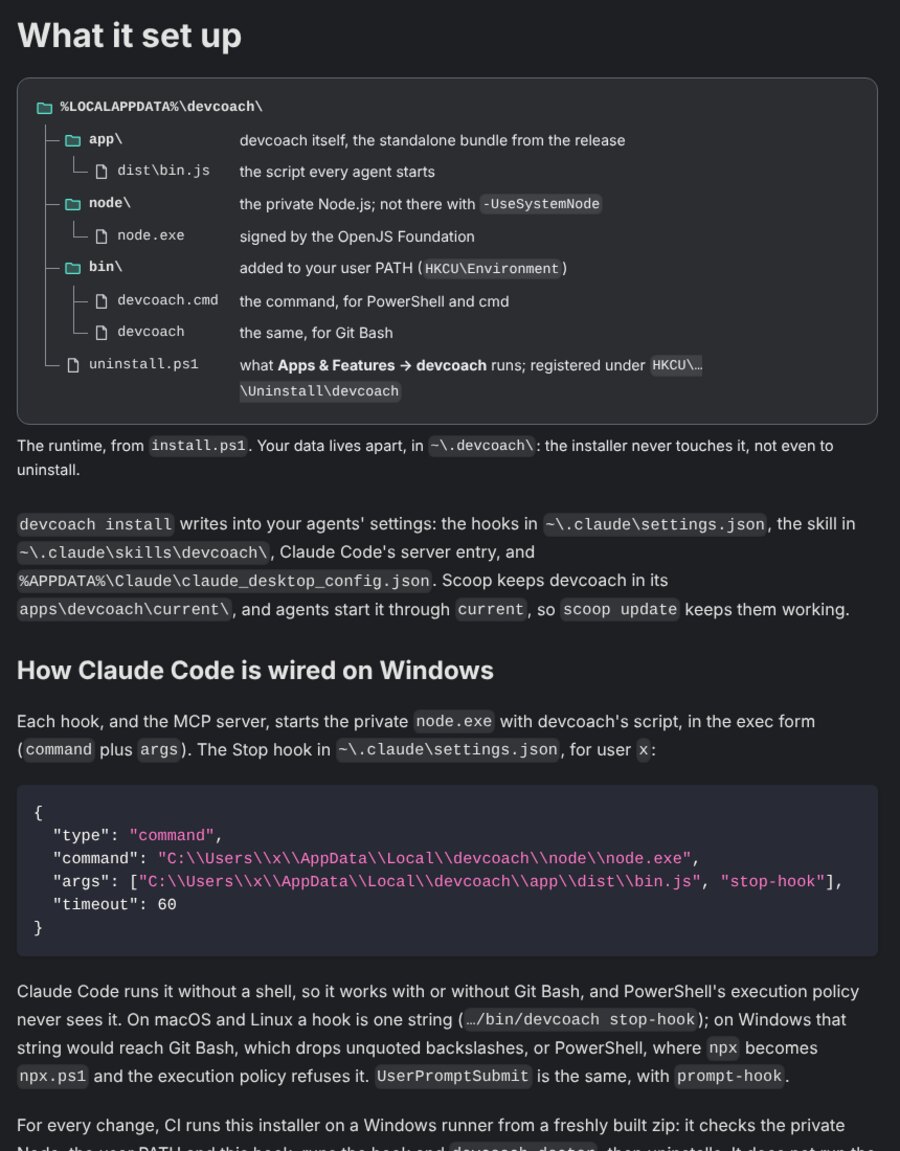 What it set up
%LOCALAPPDATA%\devcoach\
app\ devcoach itself, the standalone bundle from the release
dist\bin.js the script every agent starts
node\ the private Node.js; not there with -UseSystemNode
node.exe signed by the OpenJS Foundation
bin\ added to your user PATH (HKCU\Environment)
devcoach.cmd the command, for PowerShell and cmd
devcoach the same, for Git Bash
uninstall.ps1 what Apps & Features → devcoach runs; registered under HKCU\…
\Uninstall\devcoach
The runtime, from install.ps1. Your data lives apart, in ~\.devcoach\: the installer never touches it, not even to
uninstall.
devcoach install writes into your agents' settings: the hooks in ~\.claude\settings.json, the skill in
~\.claude\skills\devcoach\, Claude Code's server entry, and
%APPDATA%\Claude\claude_desktop_config.json. Scoop keeps devcoach in its
apps\devcoach\current\, and agents start it through current, so scoop update keeps them working.
How Claude Code is wired on Windows
Each hook, and the MCP server, starts the private node.exe with devcoach's script, in the exec form
(command plus args). The Stop hook in ~\.claude\settings.json, for user x:
{
"type": "command",
"command": "C:\\Users\\x\\AppData\\Local\\devcoach\\node\\node.exe",
"args": ["C:\\Users\\x\\AppData\\Local\\devcoach\\app\\dist\\bin.js", "stop-hook"],
"timeout": 60
}
Claude Code runs it without a shell, so it works with or without Git Bash, and PowerShell's execution policy
never sees it. On macOS and Linux a hook is one string (…/bin/devcoach stop-hook); on Windows that
string would reach Git Bash, which drops unquoted backslashes, or PowerShell, where npx becomes
npx.ps1 and the execution policy refuses it. UserPromptSubmit is the same, with prompt-hook.
For every change, CI runs this installer on a Windows runner from a freshly built zip: it checks the private